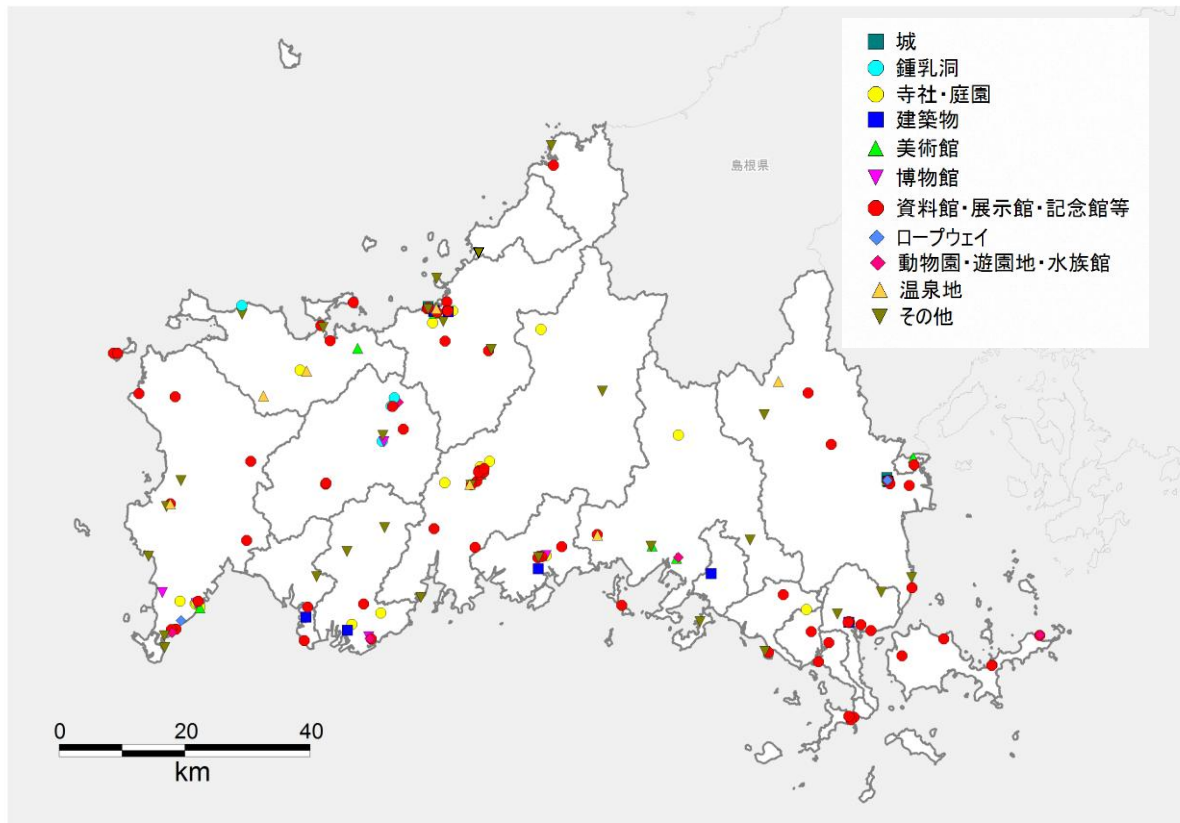 城
鍾乳洞
寺社・庭園
建築物
美術館
博物館
資料館・展示館・記念館等
ロープウェイ
動物園・遊園地・水族館
温泉地
その他
島根県
0 20 40
km